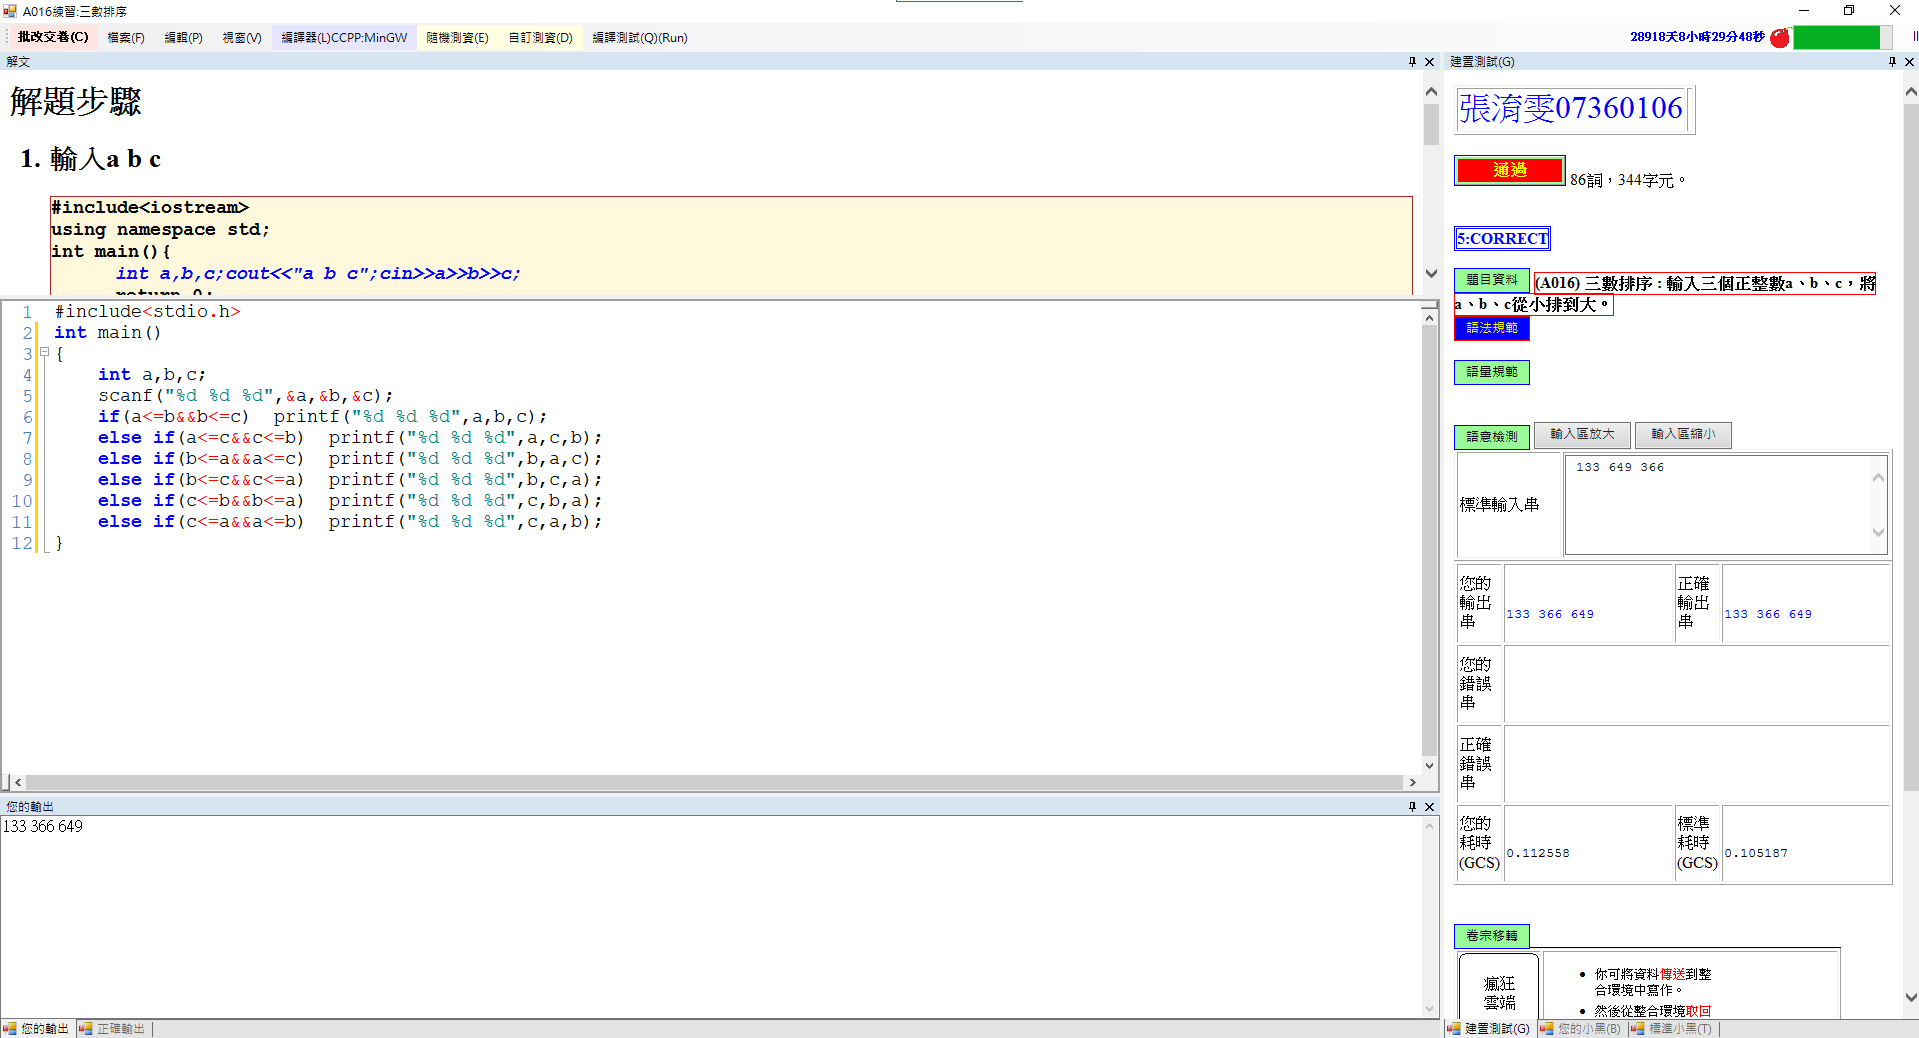 A016練習:三數排序
批改交卷(C) 檔案(F) 編輯(P) 視窗(V) 編譯器(L)CCPP:MinGW 隨機測資(E) 自訂測資(D) 編譯測試(Q)(Run) 28918天8小時29分48秒
解文
解題步驟
1. 輸入a b c
#include<iostream>
using namespace std;
int main(){
int a,b,c;cout<<"a b c";cin>>a>>b>>c;
return 0;
1 #include<stdio.h>
2 int main()
3 {
4 int a,b,c;
5 scanf("%d %d %d",&a,&b,&c);
6 if(a<=b&&b<=c) printf("%d %d %d",a,b,c);
7 else if(a<=c&&c<=b) printf("%d %d %d",a,c,b);
8 else if(b<=a&&a<=c) printf("%d %d %d",b,a,c);
9 else if(b<=c&&c<=a) printf("%d %d %d",b,c,a);
10 else if(c<=b&&b<=a) printf("%d %d %d",c,b,a);
11 else if(c<=a&&a<=b) printf("%d %d %d",c,a,b);
12 }
您的輸出
133 366 649
您的輸出 正確輸出
建置測試(G)
張淯雯07360106
通過 86詞，344字元。
5:CORRECT
題目資料 (A016) 三數排序 : 輸入三個正整數a、b、c，將
a、b、c從小排到大。
語法規範
語量規範
語意檢測 輸入區放大 輸入區縮小
標準輸入串 133 649 366
您的輸出串 133 366 649 正確輸出串 133 366 649
您的錯誤串
正確錯誤串
您的耗時(GCS) 0.112558 標準耗時(GCS) 0.105187
卷宗移轉
瘋狂
雲端
• 你可將資料傳送到整
合環境中寫作。
• 然後從整合環境取回
建置測試(G) 您的小黑(B) 標準小黑(T)